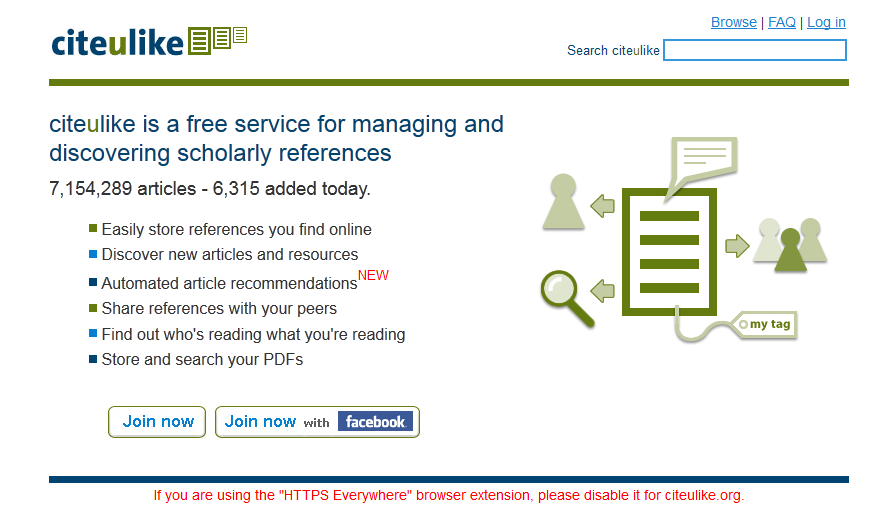 citeulike
Browse | FAQ | Log in
Search citeulike
citeulike is a free service for managing and
discovering scholarly references
7,154,289 articles - 6,315 added today.
Easily store references you find online
Discover new articles and resources
Automated article recommendationsNEW
Share references with your peers
Find out who's reading what you're reading
Store and search your PDFs
my tag
Join now
Join now with facebook
If you are using the "HTTPS Everywhere" browser extension, please disable it for citeulike.org.